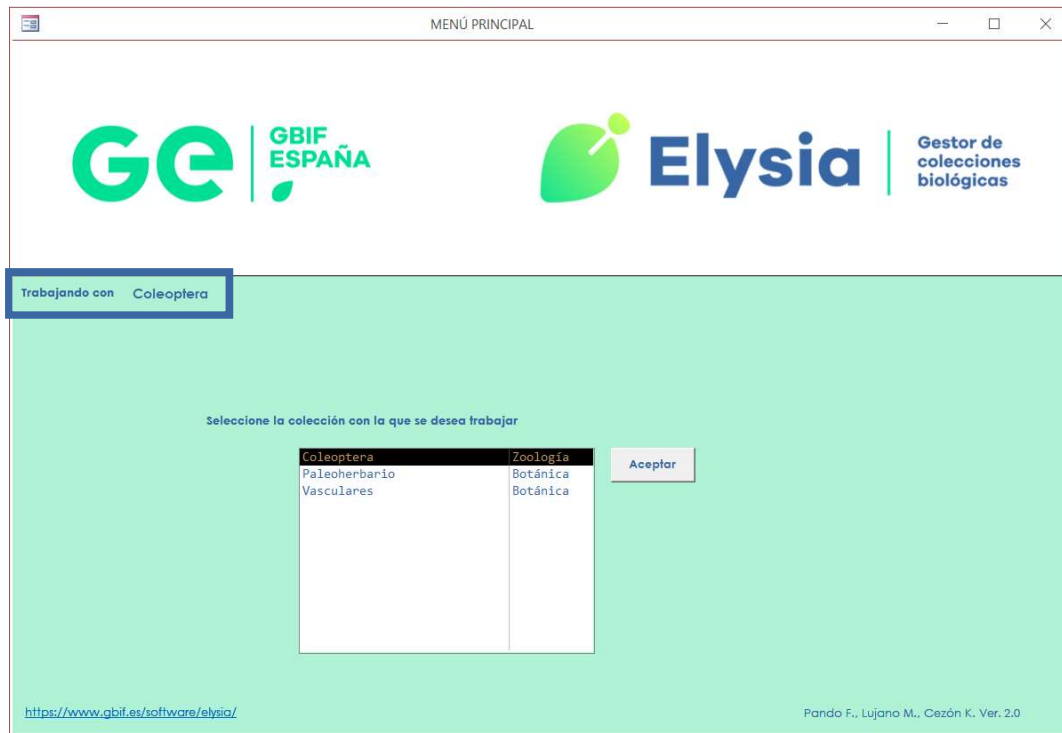 MENÚ PRINCIPAL
Ge
GBIF
ESPAÑA
Elysia
Gestor de
colecciones
biológicas
Trabajando con Coleoptera
Seleccione la colección con la que se desea trabajar
Coleoptera Zoología
Paleoherbario Botánica
Vasculares Botánica
Aceptar
https://www.gbif.es/software/elysia/
Pando F., Lujano M., Cezón K. Ver. 2.0